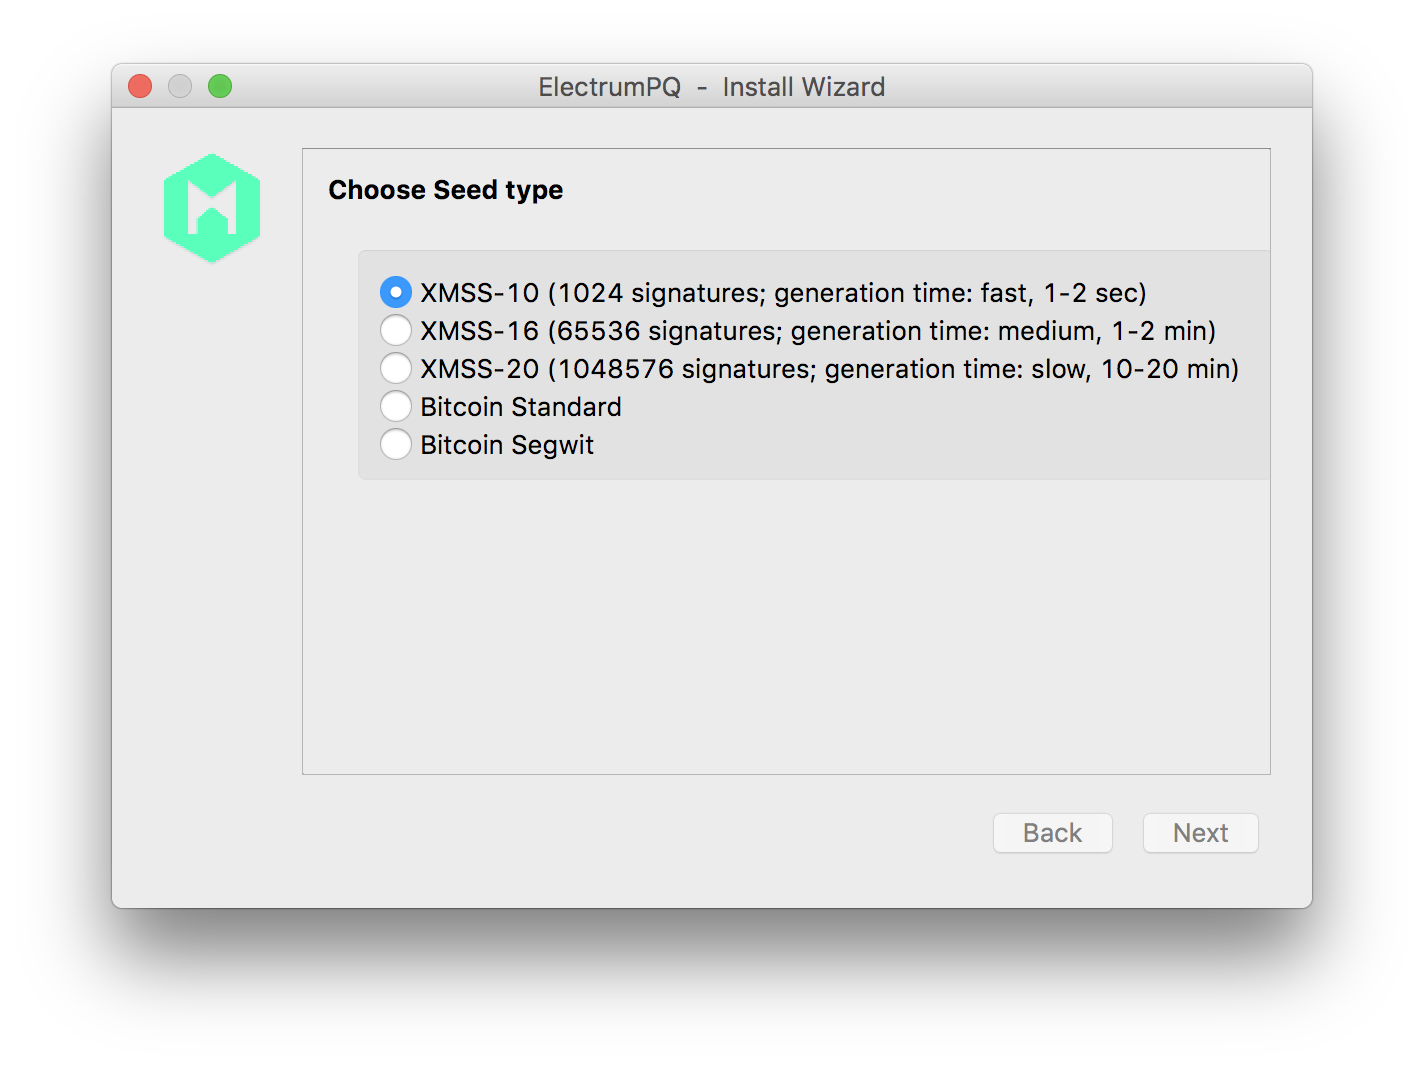 ElectrumPQ - Install Wizard
Choose Seed type
XMSS-10 (1024 signatures; generation time: fast, 1-2 sec)
XMSS-16 (65536 signatures; generation time: medium, 1-2 min)
XMSS-20 (1048576 signatures; generation time: slow, 10-20 min)
Bitcoin Standard
Bitcoin Segwit
Back Next